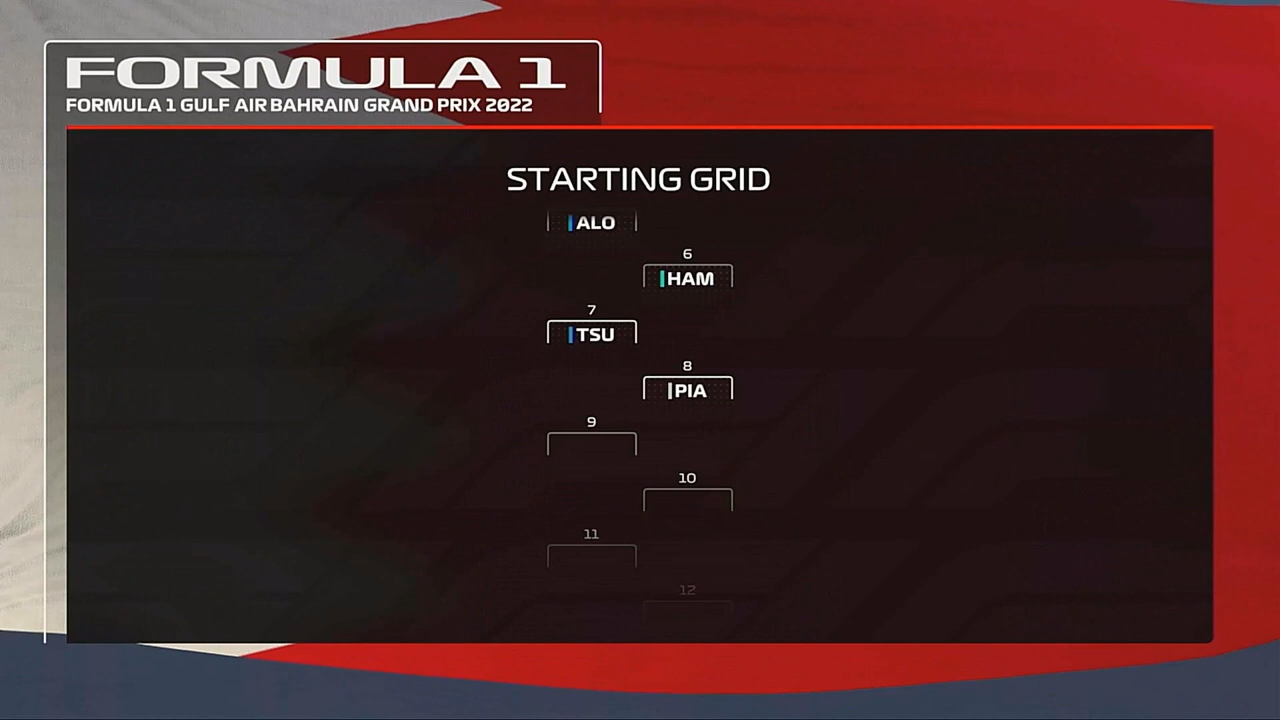 FORMULA 1
FORMULA 1 GULF AIR BAHRAIN GRAND PRIX 2022
STARTING GRID
ALO
6
HAM
7
TSU
8
PIA
9
10
11
12